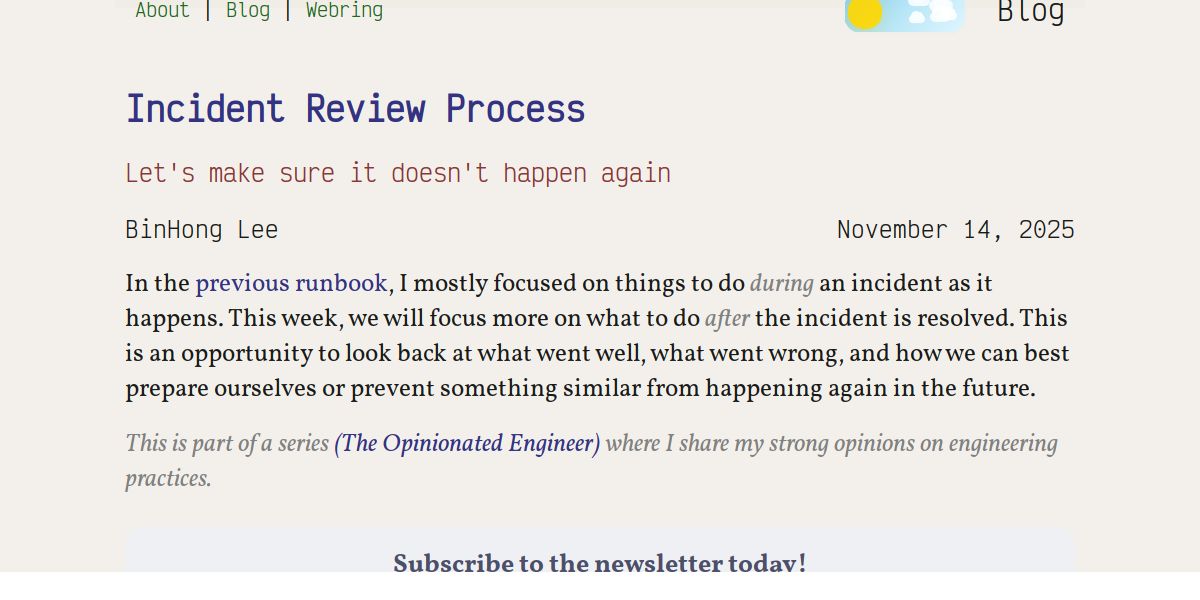 About | Blog | Webring
Blog
Incident Review Process
Let's make sure it doesn't happen again
BinHong Lee
November 14, 2025
In the previous runbook, I mostly focused on things to do during an incident as it
happens. This week, we will focus more on what to do after the incident is resolved. This
is an opportunity to look back at what went well, what went wrong, and how we can best
prepare ourselves or prevent something similar from happening again in the future.
This is part of a series (The Opinionated Engineer) where I share my strong opinions on engineering
practices.
Subscribe to the newsletter today!